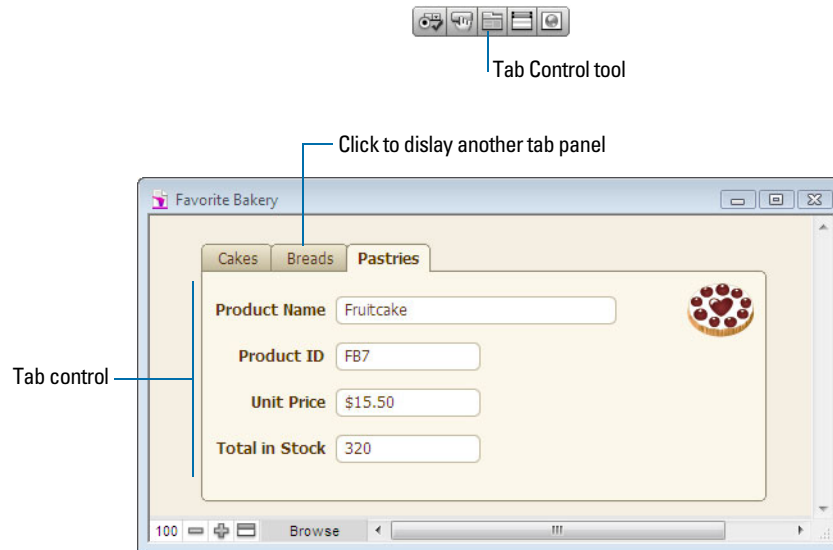 Tab Control tool
Click to dislay another tab panel
Favorite Bakery
Cakes Breads Pastries
Product Name Fruitcake
Product ID FB7
Tab control
Unit Price $15.50
Total in Stock 320
100 Browse